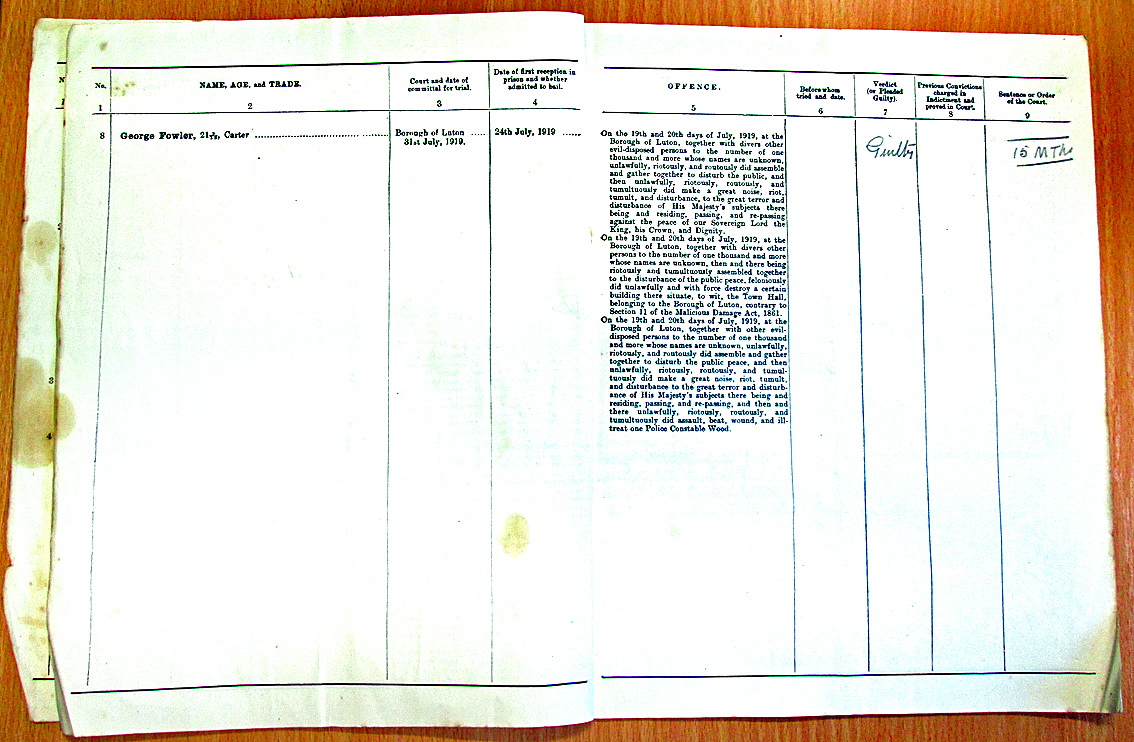 No.
NAME, AGE, and TRADE.
Court and date of
committal for trial.
Date of first reception in
prison and whether
admitted to bail.
OFFENCE.
Before whom
tried and date.
Verdict
(or Pleaded
Guilty).
Previous Convictions
charged in
Indictment and
proved in Court.
Sentence or Order
of the Court.
1
2
3
4
5
6
7
8
9
8
George Fowler, Carter
Borough of Luton
31st July, 1919.
24th July, 1919
On the 19th and 20th days of July, 1919, at the
Borough of Luton, together with divers other
evil-disposed persons to the number of one
thousand and more whose names are unknown,
unlawfully, riotously, and routously did assemble
and gather together to disturb the public, and
then unlawfully, riotously, routously, and
tumultuously did make a great noise, riot,
tumult, and disturbance, to the great terror and
disturbance of His Majesty's subjects there
being and residing, passing, and re-passing
against the peace of our Sovereign Lord the
King, his Crown, and Dignity.
On the 19th and 20th days of July, 1919, at the
Borough of Luton, together with divers other
persons to the number of one thousand and more
whose names are unknown, then and there being
riotously and tumultuously assembled together
to the disturbance of the public peace, feloniously
did unlawfully and with force destroy a certain
building there situate, to wit, the Town Hall,
belonging to the Borough of Luton, contrary to
Section 11 of the Malicious Damage Act, 1861.
On the 19th and 20th days of July, 1919, at the
Borough of Luton, together with other evil-
disposed persons to the number of one thousand
and more whose names are unknown, unlawfully,
riotously, and routously did assemble and gather
together to disturb the public peace, and then
unlawfully, riotously, routously, and tumul-
tuously did make a great noise, riot, tumult,
and disturbance to the great terror and disturb-
ance of His Majesty's subjects there being and
residing, passing, and re-passing, and then and
there unlawfully, riotously, routously, and
tumultuously did assault, beat, wound, and ill-
treat one Police Constable Wood.
Guilty
15 MThs
3
4